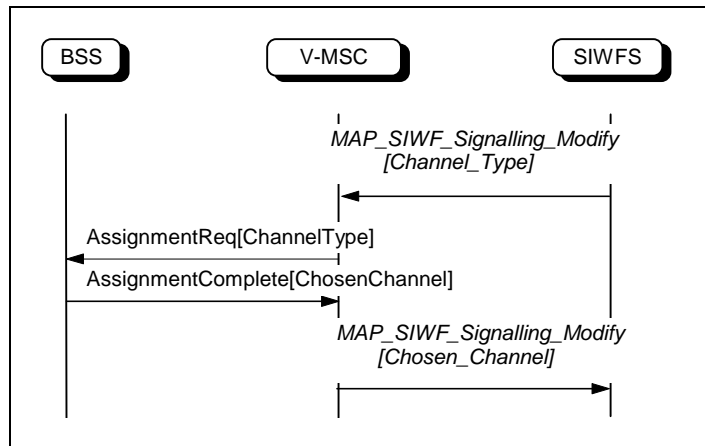 BSS V-MSC SIWFS
MAP_SIWF_Signalling_Modify
[Channel_Type]
AssignmentReq[ChannelType]
AssignmentComplete[ChosenChannel]
MAP_SIWF_Signalling_Modify
[Chosen_Channel]